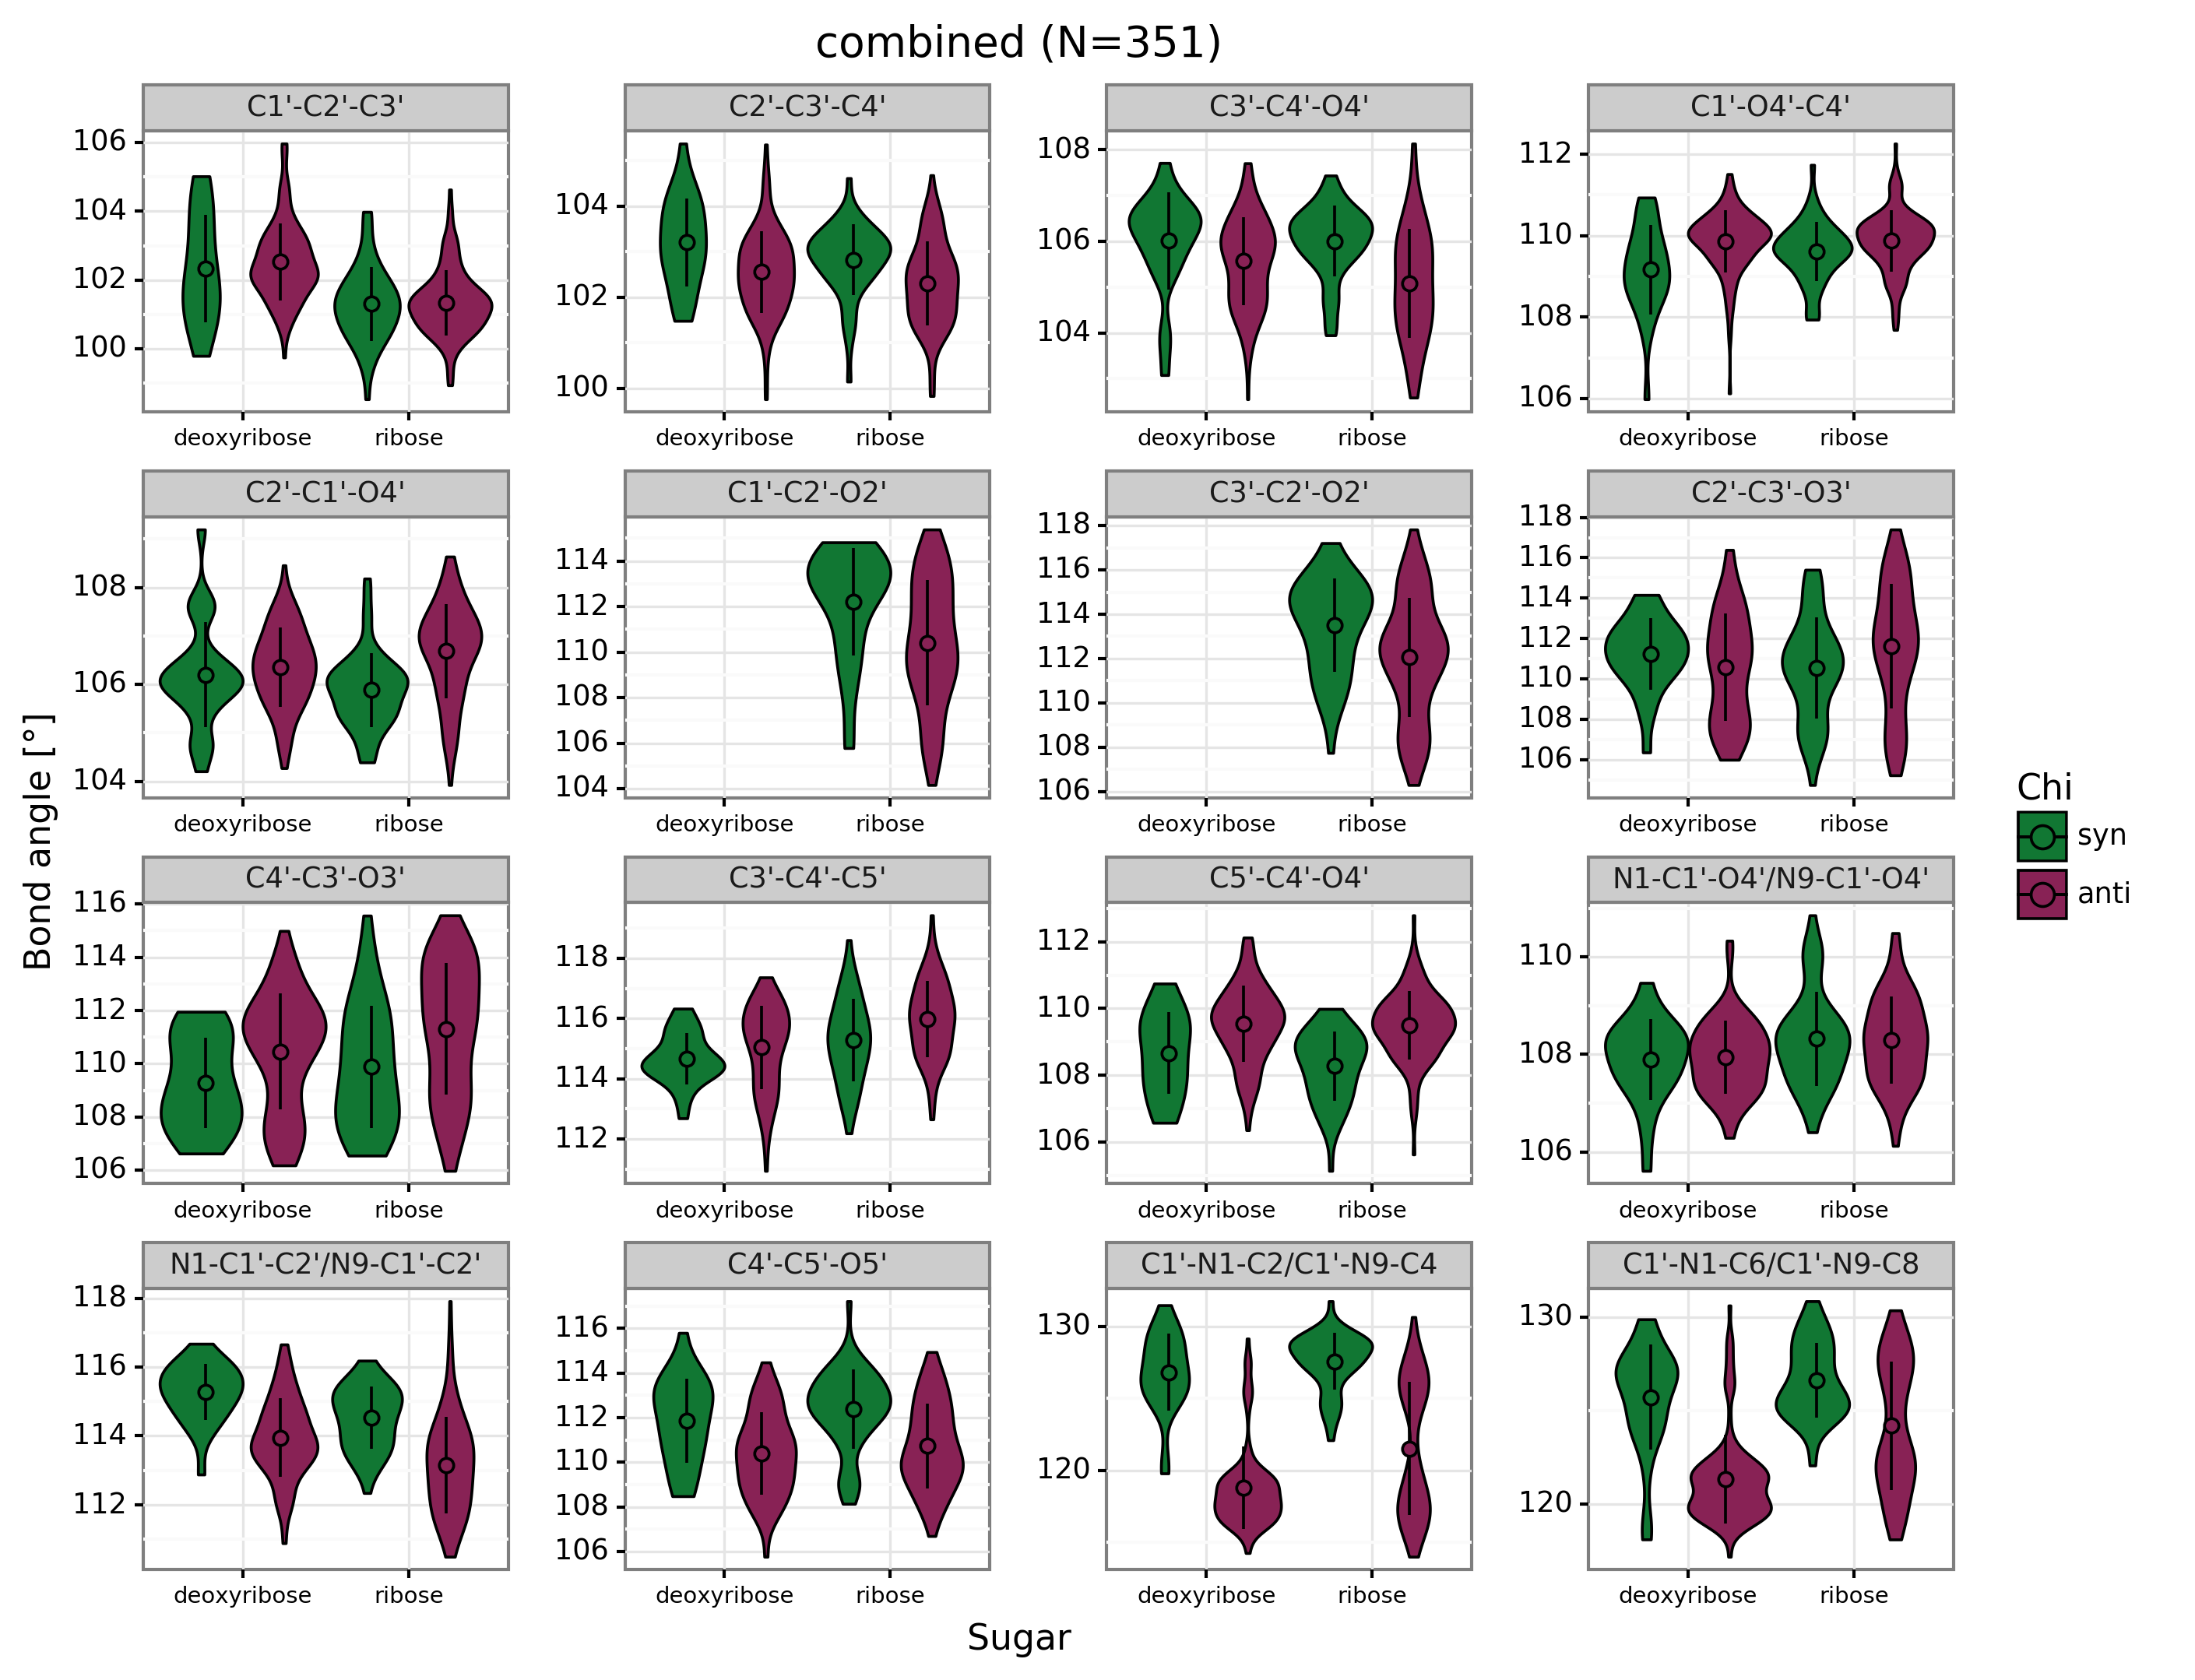 combined (N=351)
C1'-C2'-C3'
C2'-C3'-C4'
C3'-C4'-O4'
C1'-O4'-C4'
106
104
102
100
104
102
100
108
106
104
112
110
108
106
deoxyribose ribose
deoxyribose ribose
deoxyribose ribose
deoxyribose ribose
C2'-C1'-O4'
C1'-C2'-O2'
C3'-C2'-O2'
C2'-C3'-O3'
108
106
104
114
112
110
108
106
104
118
116
114
112
110
108
106
118
116
114
112
110
108
106
deoxyribose ribose
deoxyribose ribose
deoxyribose ribose
deoxyribose ribose
C4'-C3'-O3'
C3'-C4'-C5'
C5'-C4'-O4'
N1-C1'-O4'/N9-C1'-O4'
116
114
112
110
108
106
118
116
114
112
112
110
108
106
110
108
106
deoxyribose ribose
deoxyribose ribose
deoxyribose ribose
deoxyribose ribose
N1-C1'-C2'/N9-C1'-C2'
C4'-C5'-O5'
C1'-N1-C2/C1'-N9-C4
C1'-N1-C6/C1'-N9-C8
118
116
114
112
116
114
112
110
108
106
130
120
130
120
deoxyribose ribose
deoxyribose ribose
deoxyribose ribose
deoxyribose ribose
Bond angle [°]
Sugar
Chi
syn
anti